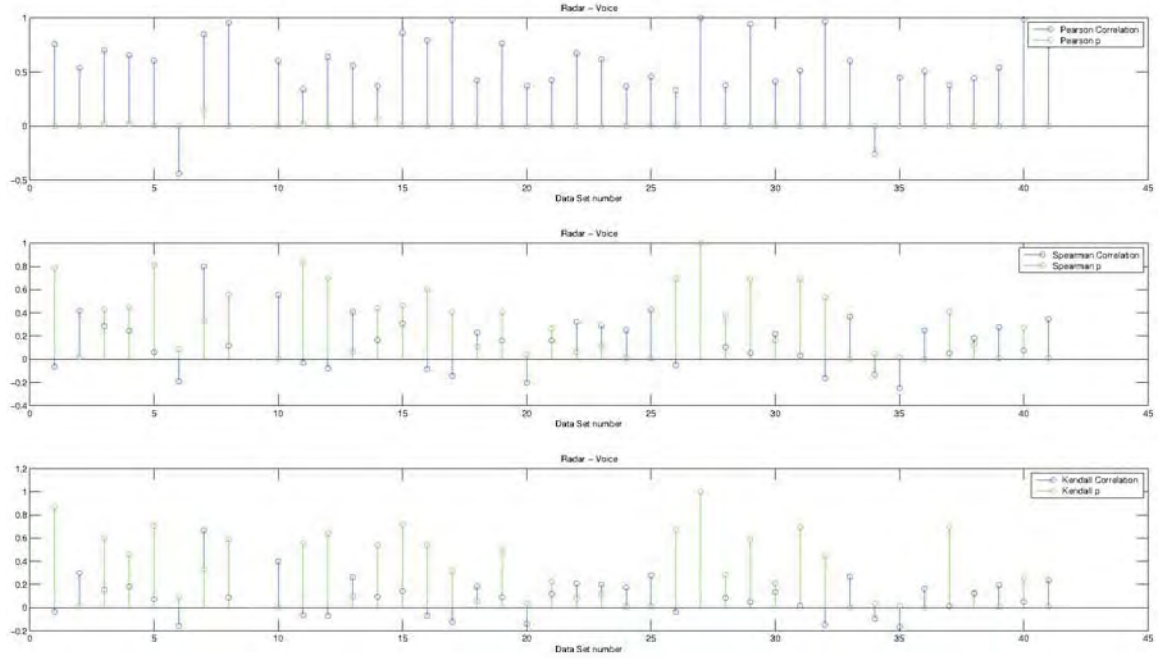 Radar – Voice
1
0.5
0
−0.5
0 5 10 15 20 25 30 35 40 45
Data Set number
Pearson Correlation
Pearson p
Radar – Voice
1
0.8
0.6
0.4
0.2
0
−0.2
−0.4
0 5 10 15 20 25 30 35 40 45
Data Set number
Spearman Correlation
Spearman p
Radar – Voice
1.2
1
0.8
0.6
0.4
0.2
0
−0.2
0 5 10 15 20 25 30 35 40 45
Data Set number
Kendall Correlation
Kendall p